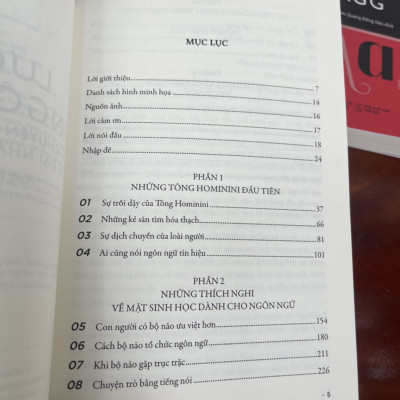 MỤC LỤC
Lời giới thiệu 7
Danh sách hình minh họa 14
Nguồn ảnh 16
Lời cảm ơn 17
Lời nói đầu 18
Nhập đề 24
PHẦN 1
NHỮNG TÔNG HOMININI ĐẦU TIÊN
01 Sự trỗi dậy của Tông Hominini 37
02 Những kẻ săn tìm hóa thạch 66
03 Sự dịch chuyển của loài người 81
04 Ai cũng nói ngôn ngữ tín hiệu 101
PHẦN 2
NHỮNG THÍCH NGHI
VỀ MẶT SINH HỌC DÀNH CHO NGÔN NGỮ
05 Con người có bộ não ưu việt hơn 154
06 Cách bộ não tổ chức ngôn ngữ 180
07 Khi bộ não gặp trục trặc 211
08 Chuyện trò bằng tiếng nói 226
- 5
GG
a